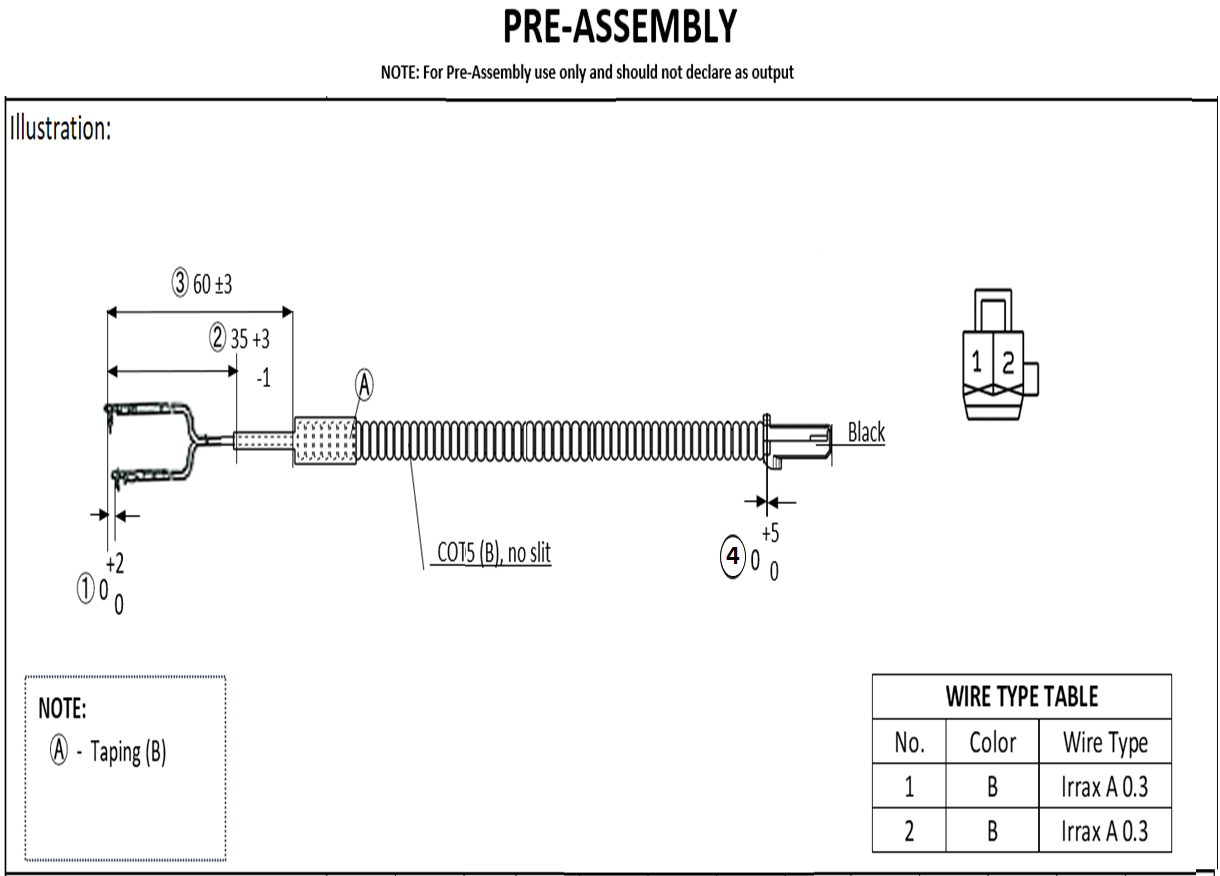 PRE-ASSEMBLY
NOTE: For Pre-Assembly use only and should not declare as output
Illustration:
③ 60 ±3
② 35 +3
-1
Ⓐ
1 2
Black
COT5 (B), no slit
+2
① 0
0
+5
④ 0
0
NOTE:
Ⓐ - Taping (B)
WIRE TYPE TABLE
No. Color Wire Type
1 B Irrax A 0.3
2 B Irrax A 0.3